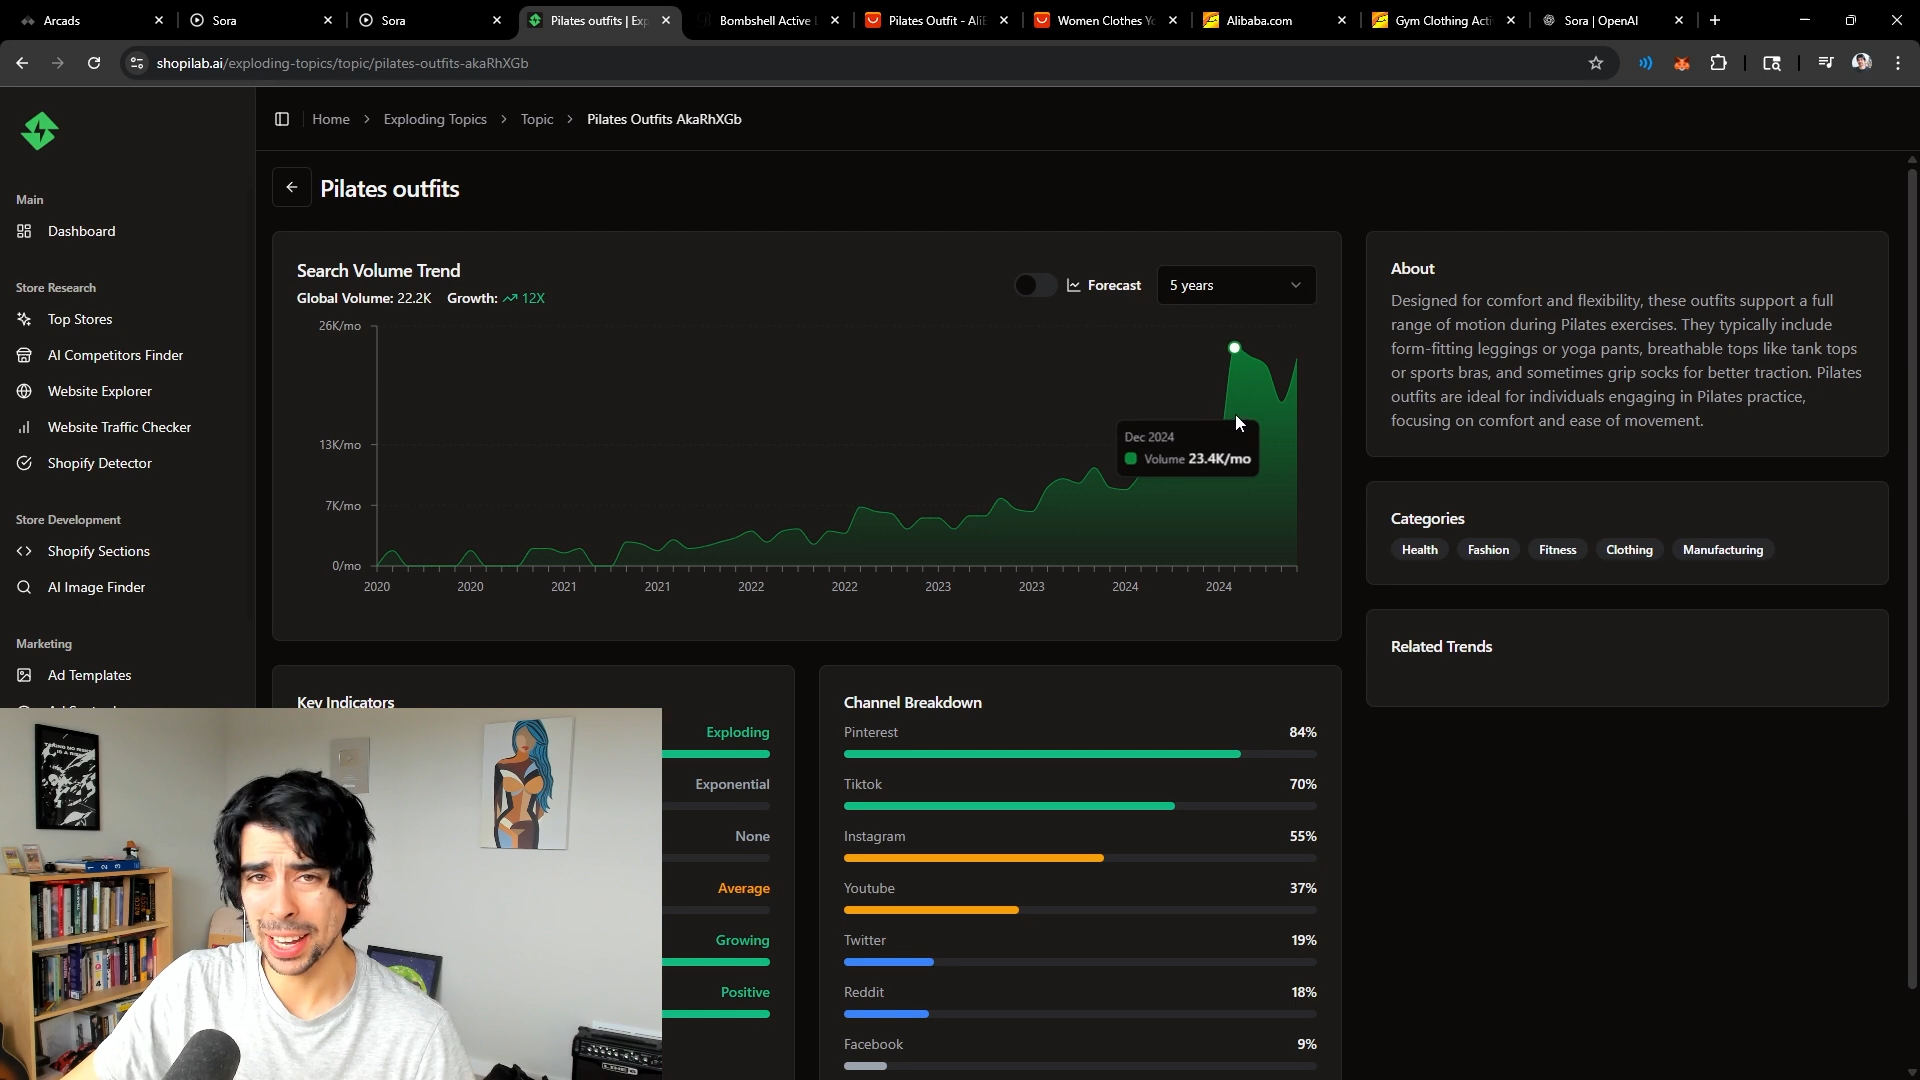 Arcads
Sora
Sora
Pilates outfits | Exp
Bombshell Active
Pilates Outfit - AliE
Women Clothes Yo
Alibaba.com
Gym Clothing Acti
Sora | OpenAI
shopilab.ai/exploding-topics/topic/pilates-outfits-akaRhXGb
Home > Exploding Topics > Topic > Pilates Outfits AkaRhXGb
Main
Dashboard
Store Research
Top Stores
AI Competitors Finder
Website Explorer
Website Traffic Checker
Shopify Detector
Store Development
Shopify Sections
AI Image Finder
Marketing
Ad Templates
Pilates outfits
Search Volume Trend
Global Volume: 22.2K Growth: 12X
Forecast
5 years
26K/mo
13K/mo
7K/mo
0/mo
2020 2020 2021 2021 2022 2022 2023 2023 2024 2024
Dec 2024
Volume 23.4K/mo
About
Designed for comfort and flexibility, these outfits support a full
range of motion during Pilates exercises. They typically include
form-fitting leggings or yoga pants, breathable tops like tank tops
or sports bras, and sometimes grip socks for better traction. Pilates
outfits are ideal for individuals engaging in Pilates practice,
focusing on comfort and ease of movement.
Categories
Health Fashion Fitness Clothing Manufacturing
Related Trends
Key Indicators
Exploding
Exponential
None
Average
Growing
Positive
Channel Breakdown
Pinterest 84%
Tiktok 70%
Instagram 55%
Youtube 37%
Twitter 19%
Reddit 18%
Facebook 9%